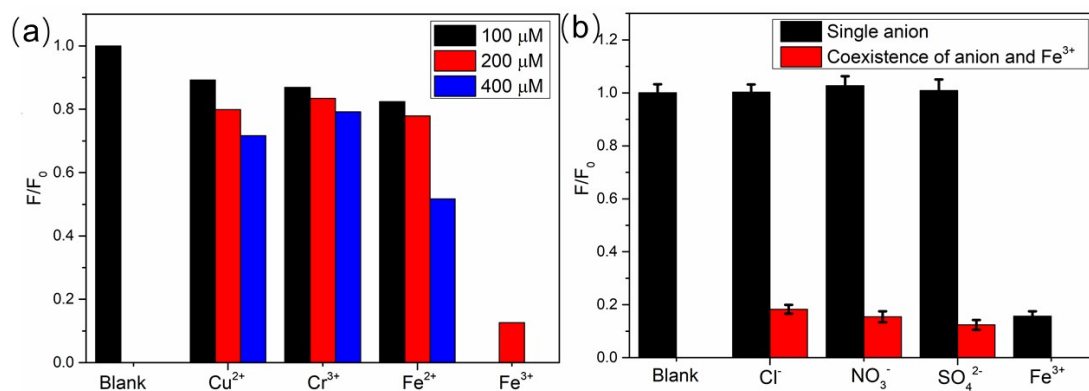 (a)
100 μM
200 μM
400 μM
1.0
0.8
0.6
0.4
0.2
0.0
F/F₀
Blank Cu²⁺ Cr³⁺ Fe²⁺ Fe³⁺
(b)
Single anion
Coexistence of anion and Fe³⁺
1.2
1.0
0.8
0.6
0.4
0.2
0.0
F/F₀
Blank Cl⁻ NO₃⁻ SO₄²⁻ Fe³⁺